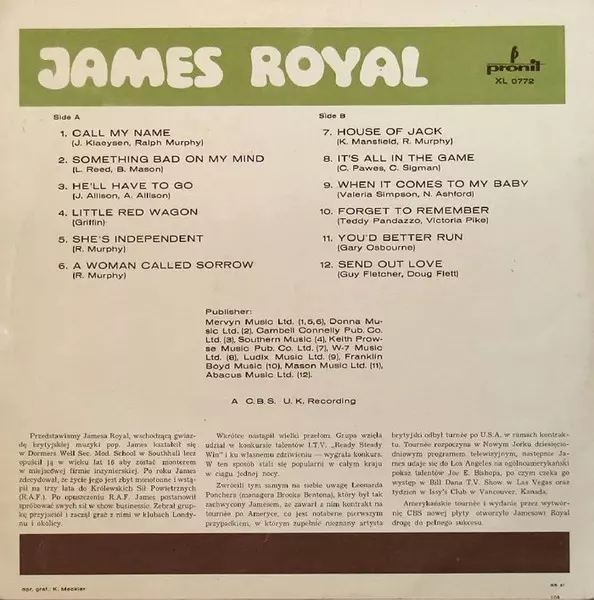 JAMES ROYAL
pronit
XL 0772
Side A
1. CALL MY NAME
(J. Klaeysen, Ralph Murphy)
2. SOMETHING BAD ON MY MIND
(L. Reed, B. Mason)
3. HE'LL HAVE TO GO
(J. Allison, A. Allison)
4. LITTLE RED WAGON
(Griffin)
5. SHE'S INDEPENDENT
(R. Murphy)
6. A WOMAN CALLED SORROW
(R. Murphy)
Side B
7. HOUSE OF JACK
(K. Mansfield, R. Murphy)
8. IT'S ALL IN THE GAME
(C. Pawes, C. Sigman)
9. WHEN IT COMES TO MY BABY
(Valeria Simpson, N. Ashford)
10. FORGET TO REMEMBER
(Teddy Pandazzo, Victoria Pike)
11. YOU'D BETTER RUN
(Gary Osbourne)
12. SEND OUT LOVE
(Guy Fletcher, Doug Flett)
Publisher:
Mervyn Music Ltd. (1,5,6), Donna Mu-
sic Ltd. (2), Cambell Connelly Pub. Co.
Ltd. (3), Southern Music (4), Keith Prow-
se Music Pub. Co. Ltd. (7), W-7 Music
Ltd. (8), Ludix Music Ltd. (9), Franklin
Boyd Music (10), Mason Music Ltd. (11),
Abacus Music Ltd. (12).
A C.B.S. U.K. Recording
Przedstawismy Jamesa Royal, wschodzącą gwiaz-
dę brytyjskiej muzyki pop. James kształcił się
w Dormers Well Sec. Mod. School w Southhall lecz
opuścił ją w wieku lat 16 aby zostać monterem
w miejscowej firmie inżynierskiej. Po roku James
zdecydował, że życie jego jest zbyt monotonne i wstą-
pił na trzy lata do Królewskich Sił Powietrznych
(R.A.F.). Po opuszczeniu R.A.F. James postanowił
spróbować swych sił w show businessie. Zebrał grup-
kę przyjaciół i zaczął grać z nimi w klubach Londy-
nu i okolicy.
Wkrótce nastąpił wielki przełom. Grupa wzięła
udział w konkursie talentów I.T.V. „Ready Steady
Win" i ku własnemu zdziwieniu — wygrała konkurs.
W ten sposób stali się popularni w całym kraju
w ciągu jednej nocy.
Zwrócili tym samym na siebie uwagę Leonarda
Ponchera (managera Brooka Bentona), który był tak
zachwycony Jamesem, że zawarł z nim kontrakt na
tournée po Ameryce, co jest notabene pierwszym
przypadkiem, w którym zupełnie nieznany artysta
brytyjski odbył tournée po U.S.A. w ramach kontrak-
tu. Tournée rozpoczyna w Nowym Jorku dziesięcio-
dniowym programem telewizyjnym, następnie Ja-
mes udaje się do Los Angeles na ogólnoamerykański
pokaz talentów Joe E. Bishopa, po czym czeka go
występ w Bill Dana T.V. Show w Las Vegas oraz
tydzień w Issy's Club w Vancouver, Kanada.
Amerykańskie tournée i wydanie przez wytwór-
nię CBS nowej płyty otworzyło Jamesowi Royal
drogę do pełnego sukcesu.
opr. graf.: K. Meckier